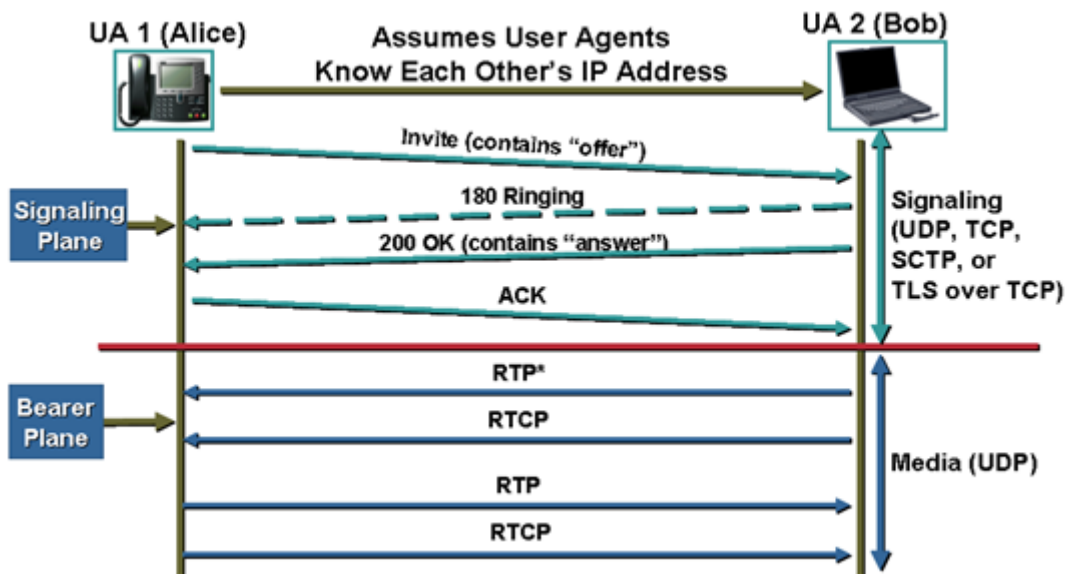 UA 1 (Alice)
Assumes User Agents
Know Each Other's IP Address
UA 2 (Bob)
Invite (contains “offer”)
180 Ringing
Signaling
Plane
200 OK (contains “answer”)
Signaling
(UDP, TCP,
SCTP, or
TLS over TCP)
ACK
RTP*
Bearer
Plane
RTCP
Media (UDP)
RTP
RTCP